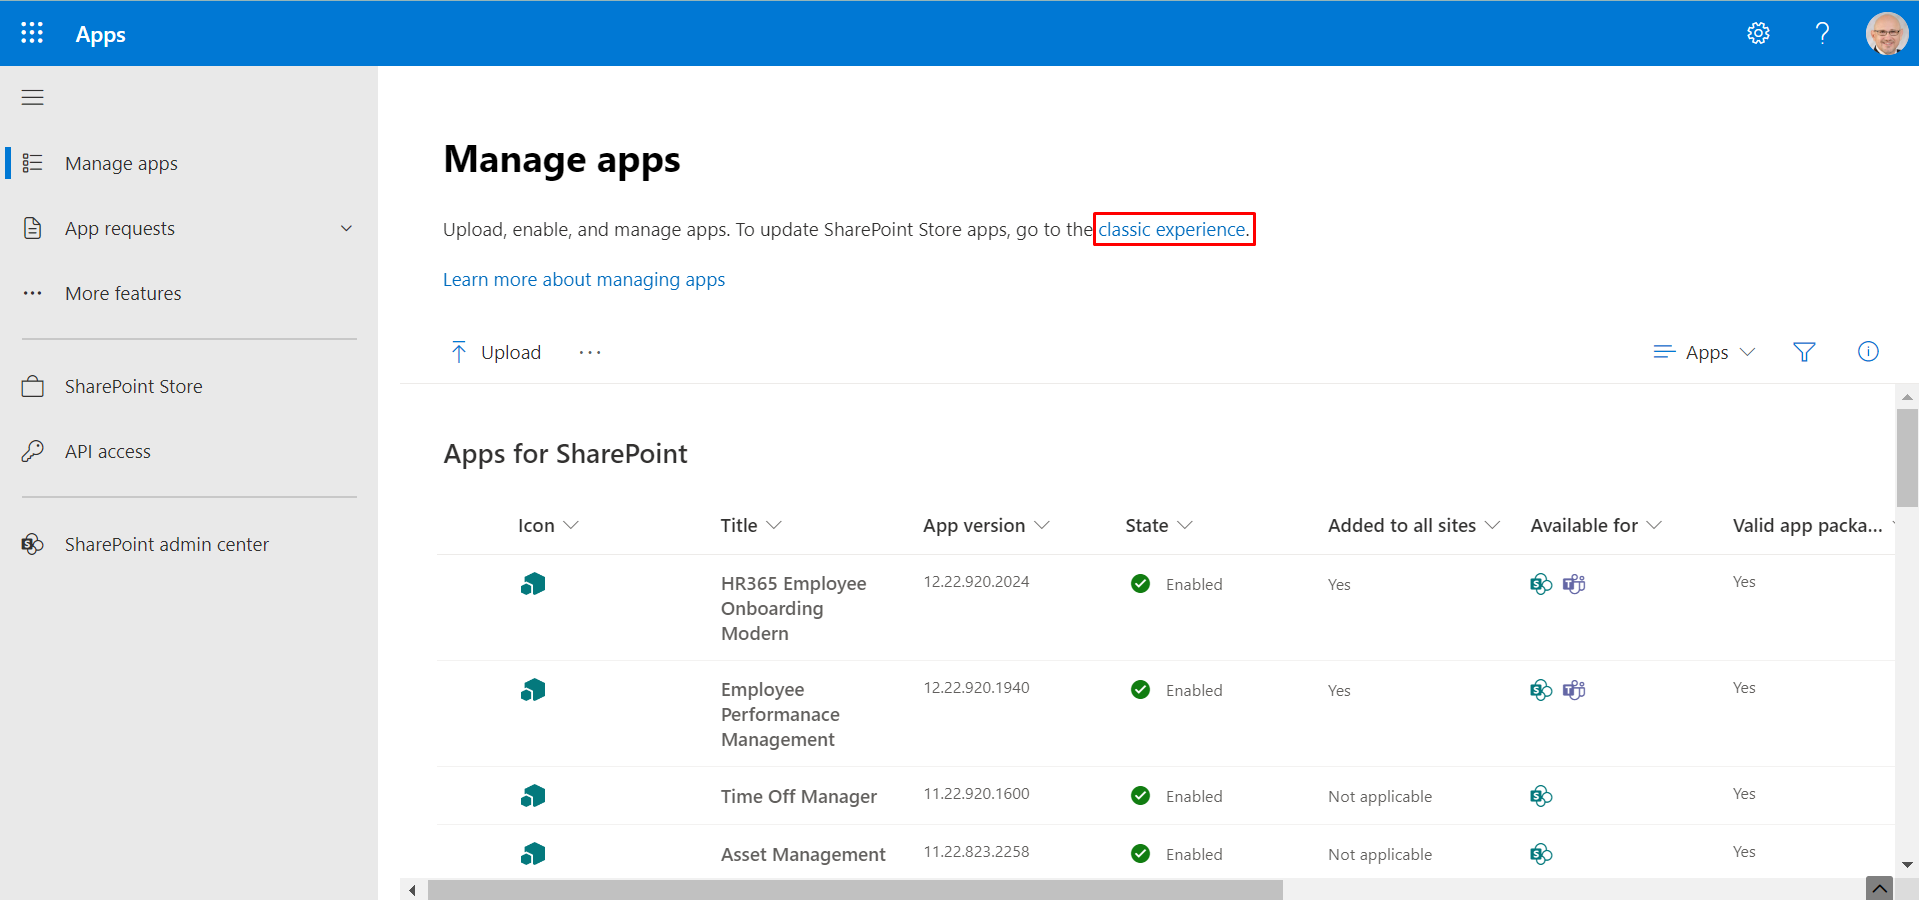 Apps
Manage apps
App requests
More features
SharePoint Store
API access
SharePoint admin center
Manage apps
Upload, enable, and manage apps. To update SharePoint Store apps, go to the classic experience.
Learn more about managing apps
Upload
Apps
Apps for SharePoint
Icon Title App version State Added to all sites Available for Valid app packa...
HR365 Employee 12.22.920.2024 Enabled Yes Yes
Onboarding
Modern
Employee 12.22.920.1940 Enabled Yes Yes
Performanace
Management
Time Off Manager 11.22.920.1600 Enabled Not applicable Yes
Asset Management 11.22.823.2258 Enabled Not applicable Yes